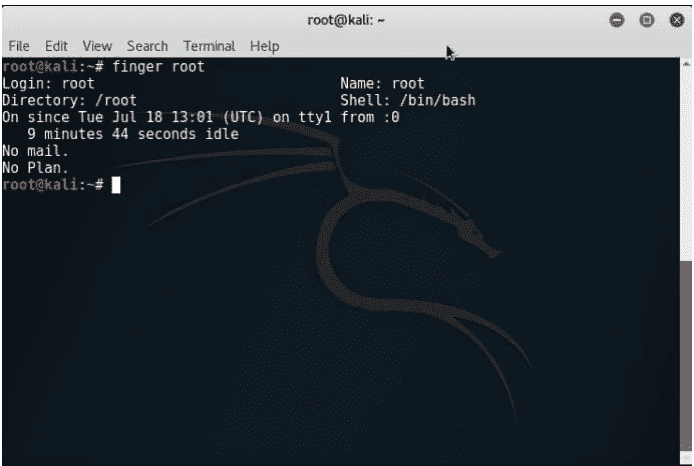 root@kali: ~
File Edit View Search Terminal Help
root@kali:~# finger root
Login: root Name: root
Directory: /root Shell: /bin/bash
On since Tue Jul 18 13:01 (UTC) on tty1 from :0
9 minutes 44 seconds idle
No mail.
No Plan.
root@kali:~#